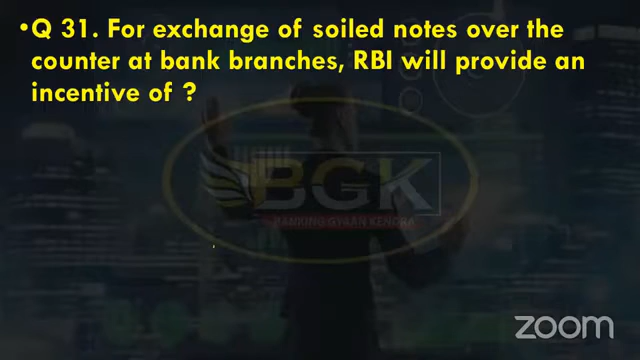 •Q 31. For exchange of soiled notes over the
counter at bank branches, RBI will provide an
incentive of ?
BGK
BANKING GYAAN KENDRA
zoom